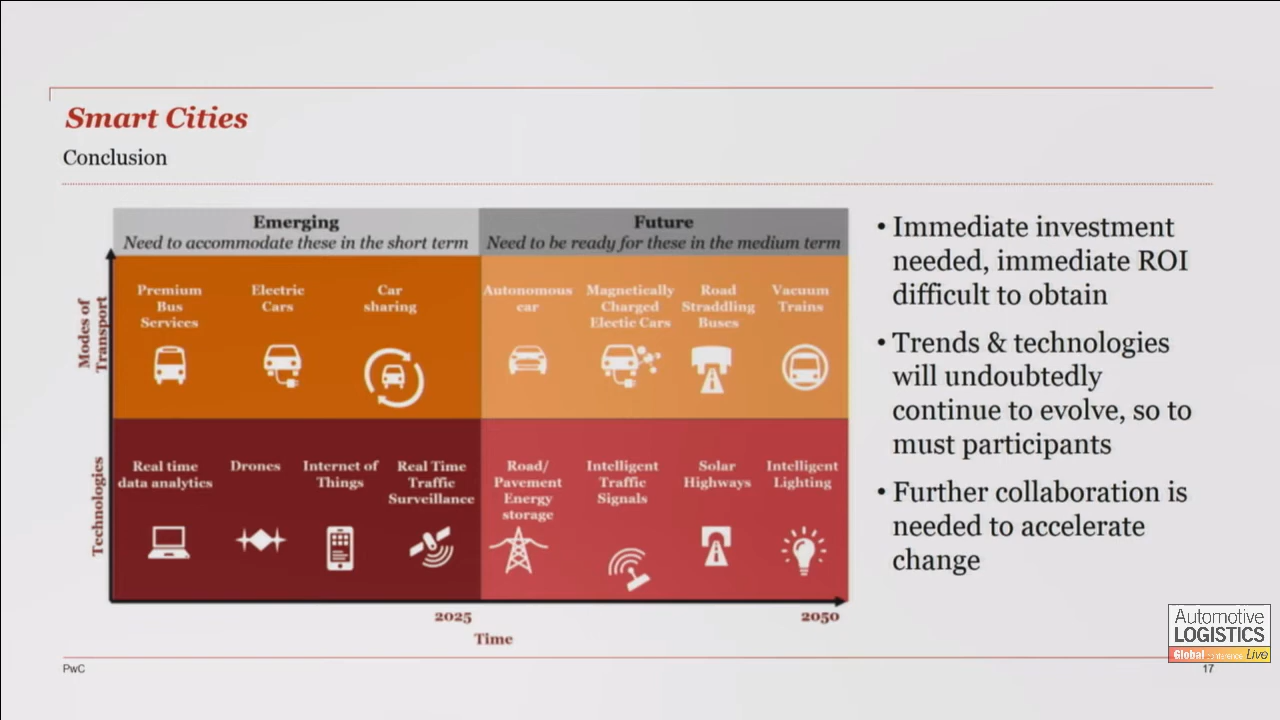 Smart Cities
Conclusion
Emerging
Need to accommodate these in the short term
Future
Need to be ready for these in the medium term
Modes of
Transport
Premium
Bus
Services
Electric
Cars
Car
sharing
Autonomous
car
Magnetically
Charged
Electic Cars
Road
Straddling
Buses
Vacuum
Trains
Technologies
Real time
data analytics
Drones
Internet of
Things
Real Time
Traffic
Surveillance
Road/
Pavement
Energy
storage
Intelligent
Traffic
Signals
Solar
Highways
Intelligent
Lighting
2025
2050
Time
• Immediate investment
needed, immediate ROI
difficult to obtain
• Trends & technologies
will undoubtedly
continue to evolve, so to
must participants
• Further collaboration is
needed to accelerate
change
Automotive
LOGISTICS
Global conference Live
PwC
17